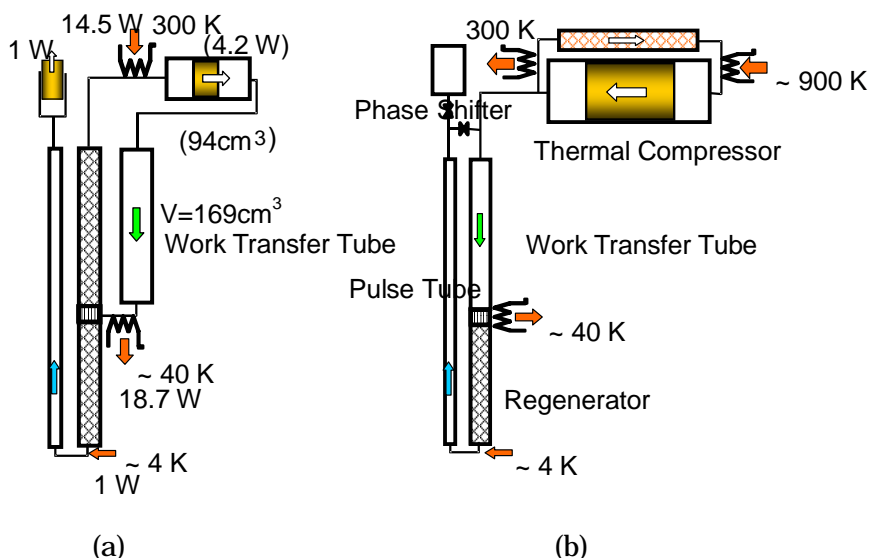 14.5 W 300 K
1 W
(4.2 W)
(94cm³)
V=169cm³
Work Transfer Tube
~ 40 K
18.7 W
~ 4 K
1 W
(a)
300 K
~ 900 K
Phase Shifter
Thermal Compressor
Work Transfer Tube
Pulse Tube
~ 40 K
Regenerator
~ 4 K
(b)